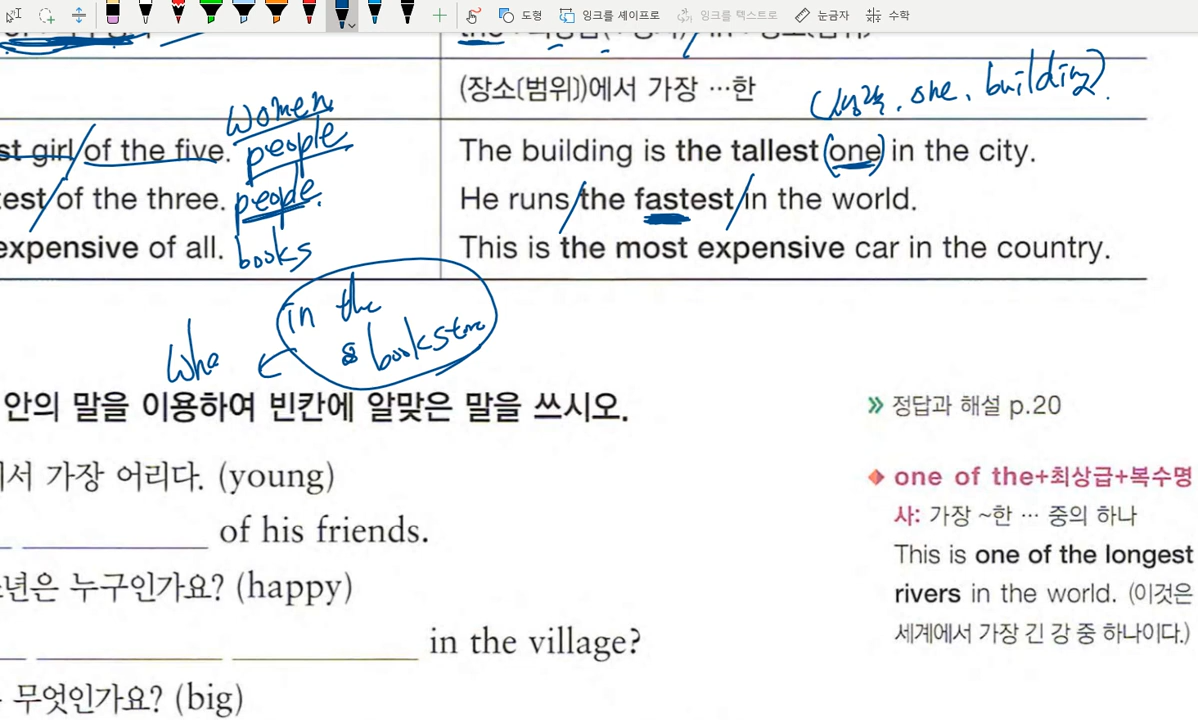 도형 잉크를 셰이프로 잉크를 텍스트로 눈금자 수학
(장소[범위])에서 가장 …한
(생략, one, building)
women
st girl of the five.
people
The building is the tallest (one) in the city.
test of the three.
people.
He runs the fastest in the world.
expensive of all.
books
This is the most expensive car in the country.
in the
bookstore
Who
안의 말을 이용하여 빈칸에 알맞은 말을 쓰시오.
정답과 해설 p.20
에서 가장 어리다. (young)
of his friends.
one of the+최상급+복수명
사: 가장 ~한 … 중의 하나
This is one of the longest
rivers in the world. (이것은
세계에서 가장 긴 강 중 하나이다.)
년은 누구인가요? (happy)
in the village?
무엇인가요? (big)